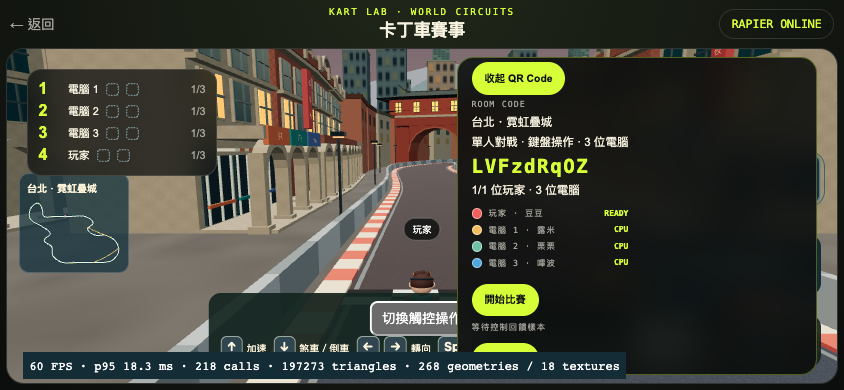 ← 返回
KART LAB · WORLD CIRCUITS
卡丁車賽事
RAPIER ONLINE
1 電腦 1 1/3
2 電腦 2 1/3
3 電腦 3 1/3
4 玩家 1/3
台北 · 霓虹疊城
玩家
收起 QR Code
ROOM CODE
台北 · 霓虹疊城
單人對戰 · 鍵盤操作 · 3 位電腦
LVFzdRqOZ
1/1 位玩家 · 3 位電腦
玩家 · 豆豆 READY
電腦 1 · 露米 CPU
電腦 2 · 栗栗 CPU
電腦 3 · 嗶波 CPU
開始比賽
等待控制回饋樣本
切換觸控操作
↑ 加速 ↓ 煞車 / 倒車 ← → 轉向 Sp
60 FPS · p95 18.3 ms · 218 calls · 197273 triangles · 268 geometries / 18 textures